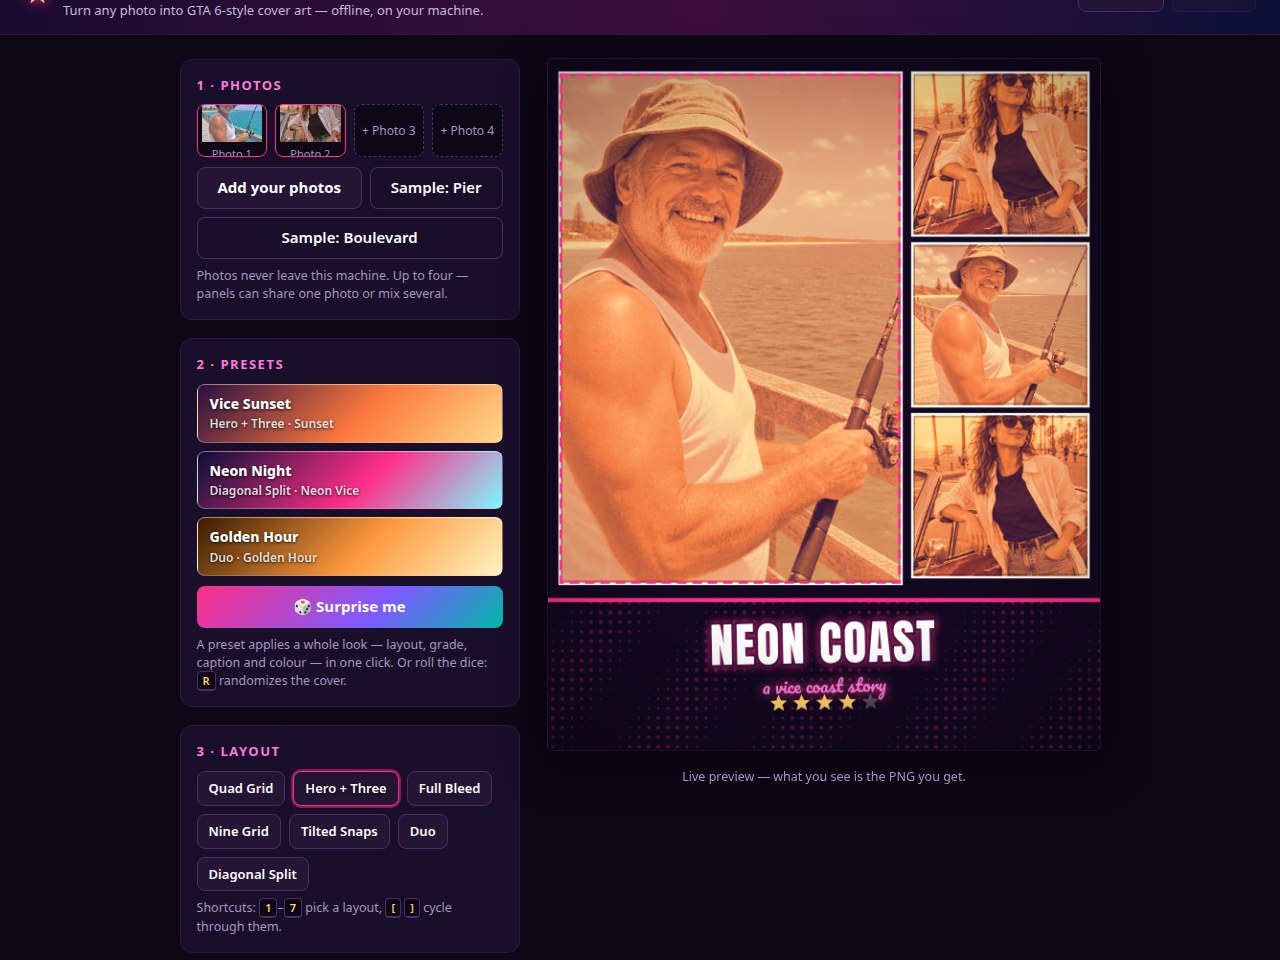 Turn any photo into GTA 6-style cover art — offline, on your machine.
1 · PHOTOS
Photo 1
Photo 2
+ Photo 3
+ Photo 4
Add your photos
Sample: Pier
Sample: Boulevard
Photos never leave this machine. Up to four —
panels can share one photo or mix several.
2 · PRESETS
Vice Sunset
Hero + Three · Sunset
Neon Night
Diagonal Split · Neon Vice
Golden Hour
Duo · Golden Hour
🎲 Surprise me
A preset applies a whole look — layout, grade,
caption and colour — in one click. Or roll the dice:
R randomizes the cover.
3 · LAYOUT
Quad Grid
Hero + Three
Full Bleed
Nine Grid
Tilted Snaps
Duo
Diagonal Split
Shortcuts: 1–7 pick a layout, [ ] cycle
through them.
NEON COAST
a vice coast story
Live preview — what you see is the PNG you get.